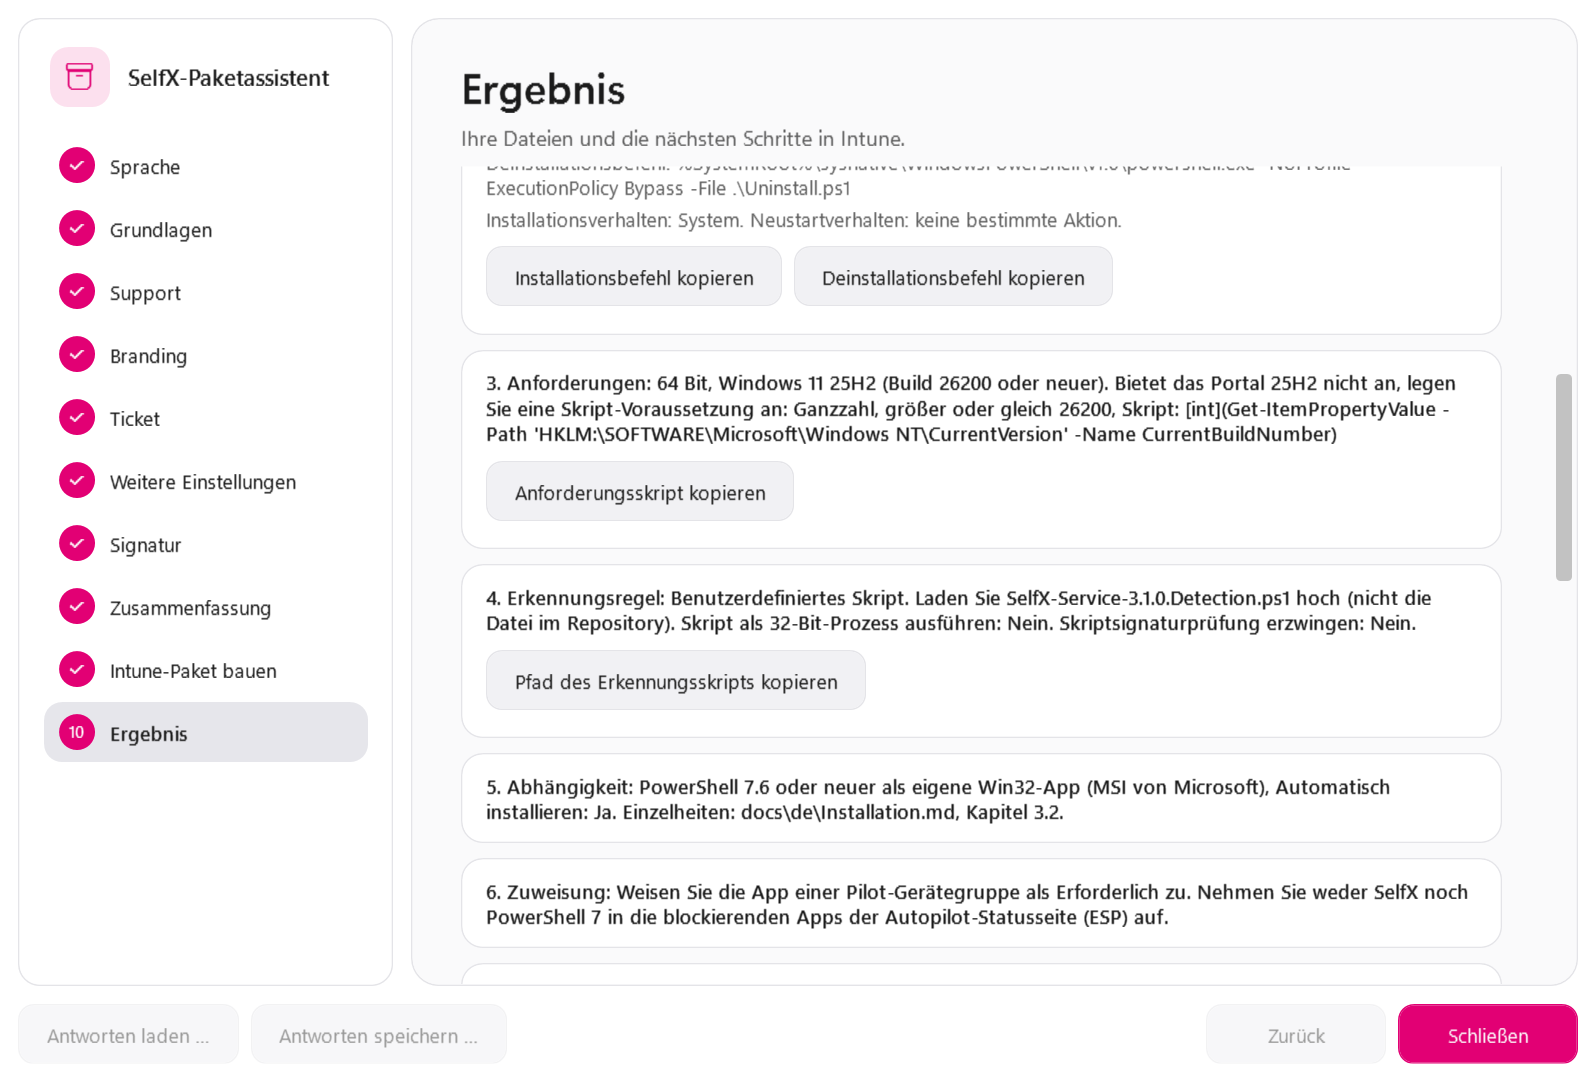 SelfX-Paketassistent
Sprache
Grundlagen
Support
Branding
Ticket
Weitere Einstellungen
Signatur
Zusammenfassung
Intune-Paket bauen
10 Ergebnis
Ergebnis
Ihre Dateien und die nächsten Schritte in Intune.
Deinstallationsbefehl: %SystemRoot%\Sysnative\WindowsPowerShell\v1.0\powershell.exe -NoProfile -
ExecutionPolicy Bypass -File .\Uninstall.ps1
Installationsverhalten: System. Neustartverhalten: keine bestimmte Aktion.
Installationsbefehl kopieren
Deinstallationsbefehl kopieren
3. Anforderungen: 64 Bit, Windows 11 25H2 (Build 26200 oder neuer). Bietet das Portal 25H2 nicht an, legen
Sie eine Skript-Voraussetzung an: Ganzzahl, größer oder gleich 26200, Skript: [int](Get-ItemPropertyValue -
Path 'HKLM:\SOFTWARE\Microsoft\Windows NT\CurrentVersion' -Name CurrentBuildNumber)
Anforderungsskript kopieren
4. Erkennungsregel: Benutzerdefiniertes Skript. Laden Sie SelfX-Service-3.1.0.Detection.ps1 hoch (nicht die
Datei im Repository). Skript als 32-Bit-Prozess ausführen: Nein. Skriptsignaturprüfung erzwingen: Nein.
Pfad des Erkennungsskripts kopieren
5. Abhängigkeit: PowerShell 7.6 oder neuer als eigene Win32-App (MSI von Microsoft), Automatisch
installieren: Ja. Einzelheiten: docs\de\Installation.md, Kapitel 3.2.
6. Zuweisung: Weisen Sie die App einer Pilot-Gerätegruppe als Erforderlich zu. Nehmen Sie weder SelfX noch
PowerShell 7 in die blockierenden Apps der Autopilot-Statusseite (ESP) auf.
Antworten laden ...
Antworten speichern ...
Zurück
Schließen